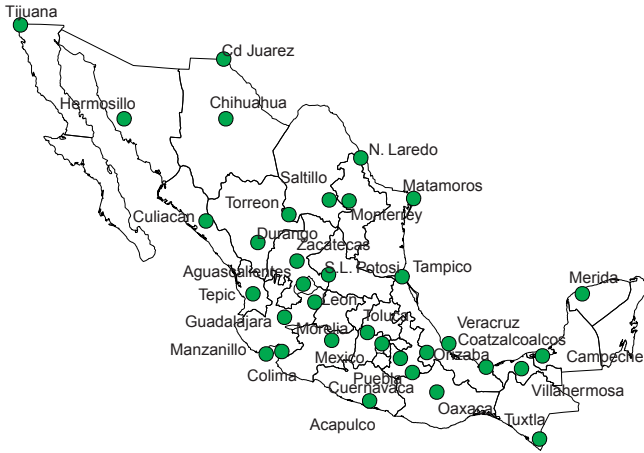 Tijuana
Cd Juarez
Hermosillo
Chihuahua
N. Laredo
Saltillo
Matamoros
Torreon
Monterrey
Culiacan
Durango
Zacatecas
Aguascalientes
S.L. Potosi
Tampico
Merida
Tepic
Leon
Guadalajara
Toluca
Veracruz
Morelia
Coatzalcoalcos
Manzanillo
Mexico
Orizaba
Campeche
Colima
Puebla
Cuernavaca
Villahermosa
Oaxaca
Tuxtla
Acapulco